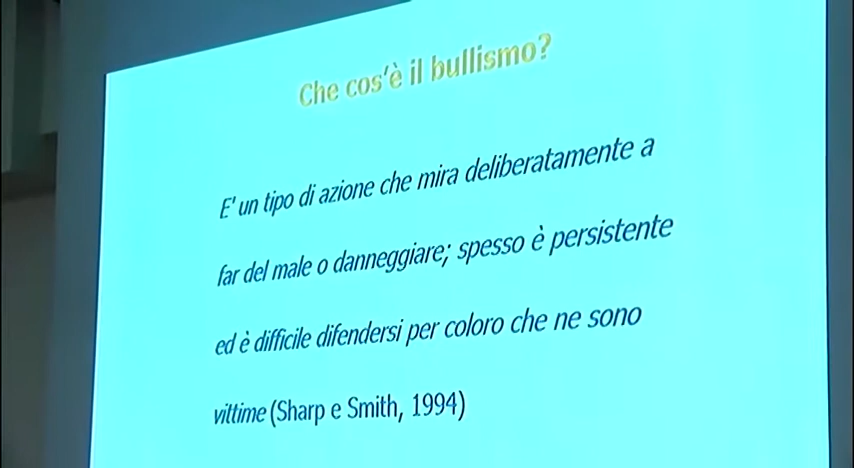 Che cos'è il bullismo?
E' un tipo di azione che mira deliberatamente a
far del male o danneggiare; spesso è persistente
ed è difficile difendersi per coloro che ne sono
vittime (Sharp e Smith, 1994)